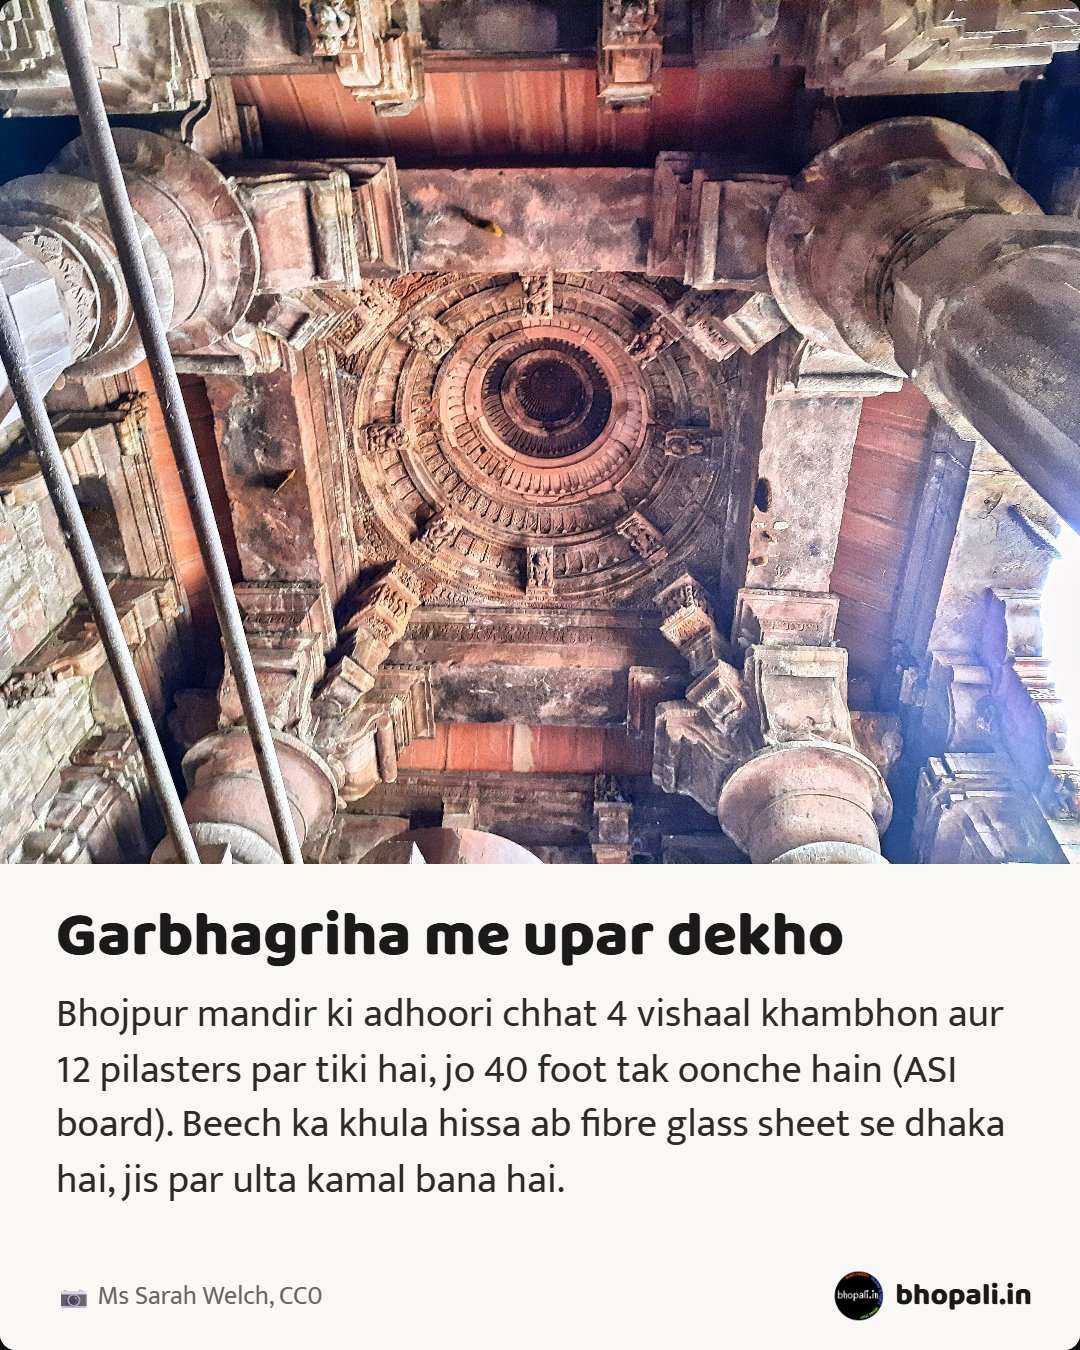 Garbhagriha me upar dekho
Bhojpur mandir ki adhoori chhat 4 vishaal khambhon aur
12 pilasters par tiki hai, jo 40 foot tak oonche hain (ASI
board). Beech ka khula hissa ab fibre glass sheet se dhaka
hai, jis par ulta kamal bana hai.
Ms Sarah Welch, CC0
bhopali.in
bhopali.in